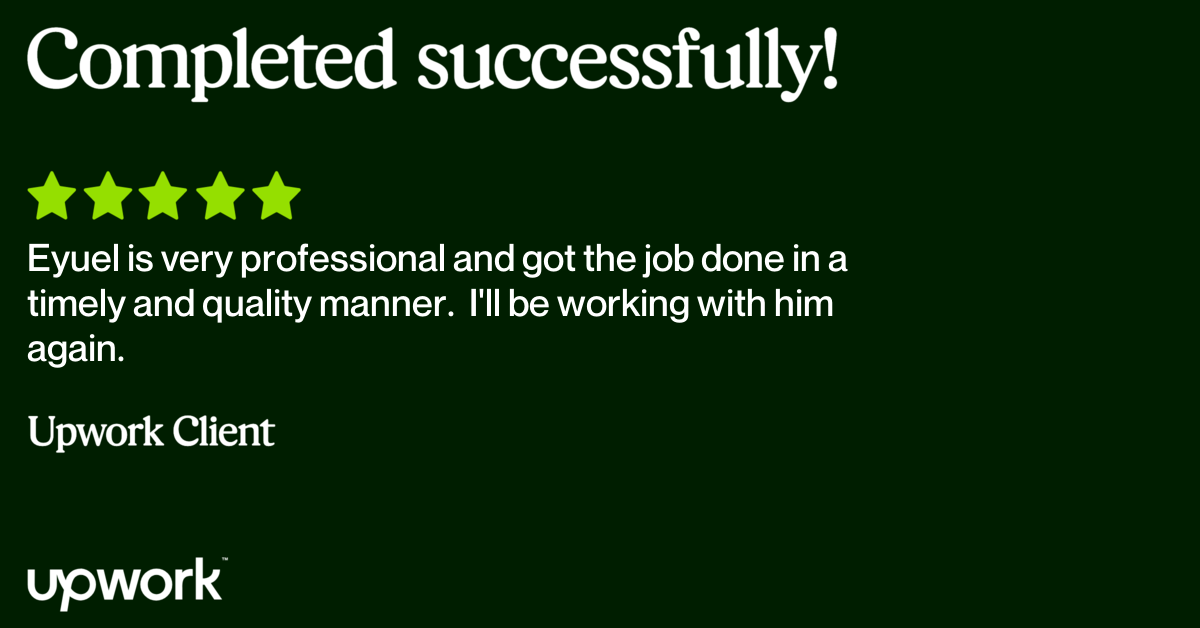 Completed successfully!
Eyuel is very professional and got the job done in a
timely and quality manner.  I'll be working with him
again.
Upwork Client
upwork™